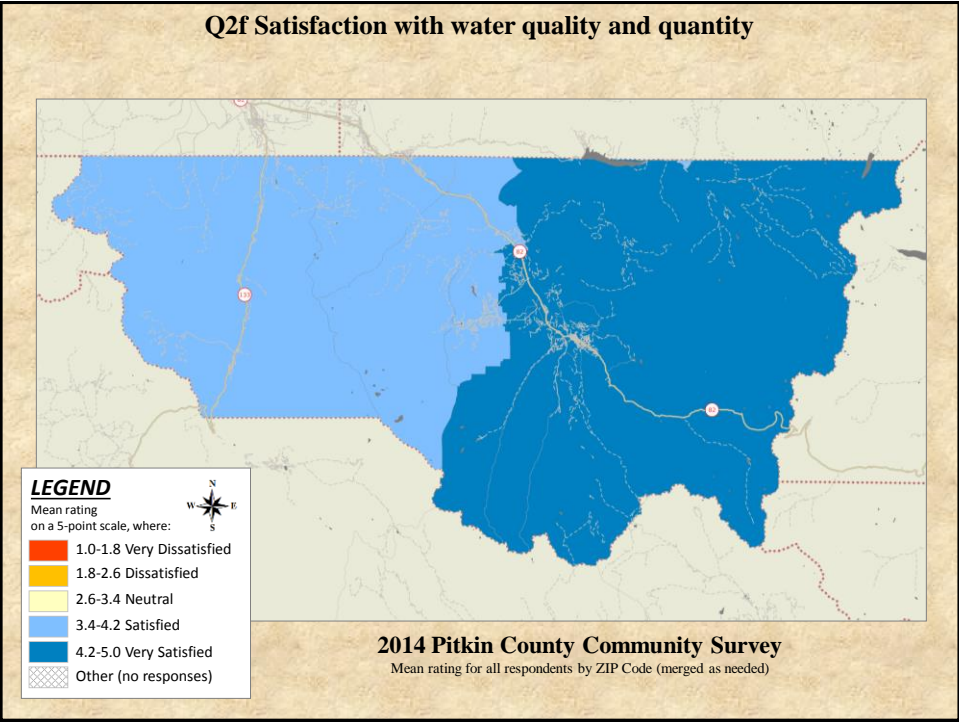 Q2f Satisfaction with water quality and quantity
82
82
133
82
LEGEND
Mean rating
on a 5-point scale, where:
N
W E
S
1.0-1.8 Very Dissatisfied
1.8-2.6 Dissatisfied
2.6-3.4 Neutral
3.4-4.2 Satisfied
4.2-5.0 Very Satisfied
Other (no responses)
2014 Pitkin County Community Survey
Mean rating for all respondents by ZIP Code (merged as needed)